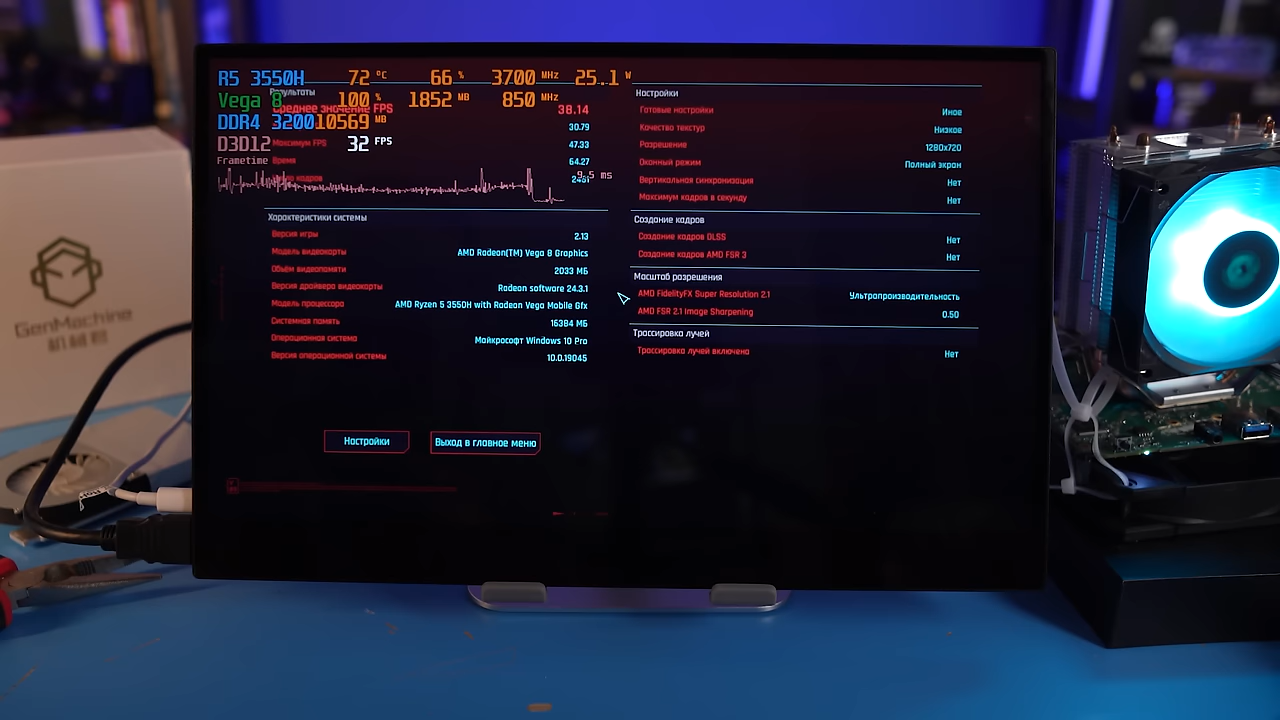 R5 3550H 72 °C 66 % 3700 MHz 25.1 W
Vega 8 100 % 1852 MB 850 MHz
DDR4 3200 10569 MB
D3D12 32 FPS
Frametime 9.5 ms
Результаты
Среднее значение FPS 38.14
30.79
Максимум FPS 47.33
Время 64.27
Характеристики системы
Версия игры 2.13
Модель видеокарты AMD Radeon(TM) Vega 8 Graphics
Объём видеопамяти 2033 МБ
Версия драйвера видеокарты Radeon software 24.3.1
Модель процессора AMD Ryzen 5 3550H with Radeon Vega Mobile Gfx
Системная память 16384 МБ
Операционная система Майкрософт Windows 10 Pro
Версия операционной системы 10.0.19045
Настройки
Выход в главное меню
Настройки
Готовые настройки Иное
Качество текстур Низкое
Разрешение 1280x720
Оконный режим Полный экран
Вертикальная синхронизация Нет
Максимум кадров в секунду Нет
Создание кадров
Создание кадров DLSS Нет
Создание кадров AMD FSR 3 Нет
Масштаб разрешения
AMD FidelityFX Super Resolution 2.1 Ультрапроизводительность
AMD FSR 2.1 Image Sharpening 0.50
Трассировка лучей
Трассировка лучей включена Нет
GenMachine